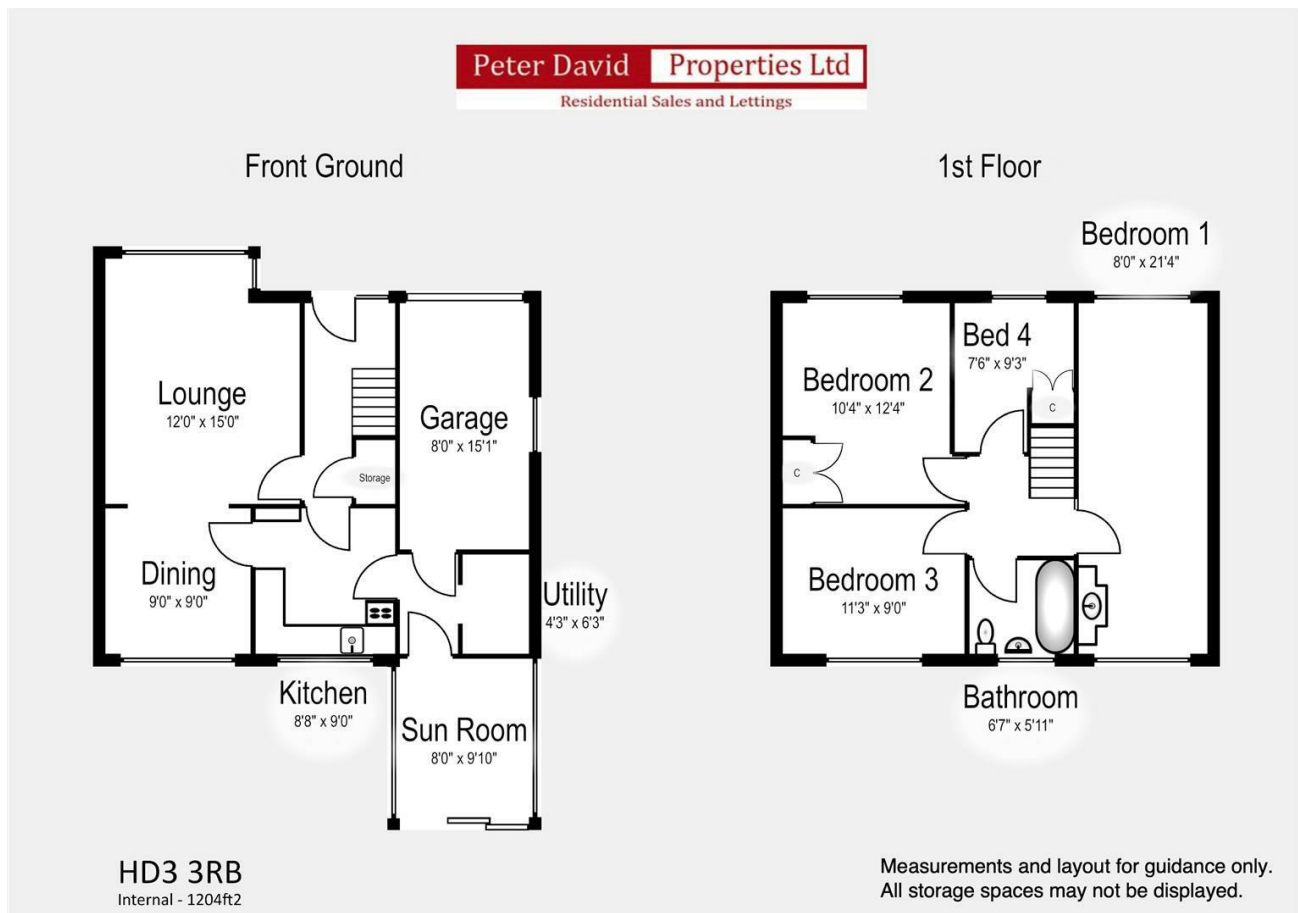 Peter David Properties Ltd
Residential Sales and Lettings
Front Ground
1st Floor
Bedroom 1
8'0" x 21'4"
Lounge
12'0" x 15'0"
Garage
8'0" x 15'1"
Storage
Dining
9'0" x 9'0"
Utility
4'3" x 6'3"
Kitchen
8'8" x 9'0"
Sun Room
8'0" x 9'10"
Bed 4
7'6" x 9'3"
C
Bedroom 2
10'4" x 12'4"
C
Bedroom 3
11'3" x 9'0"
Bathroom
6'7" x 5'11"
HD3 3RB
Internal - 1204ft2
Measurements and layout for guidance only.
All storage spaces may not be displayed.